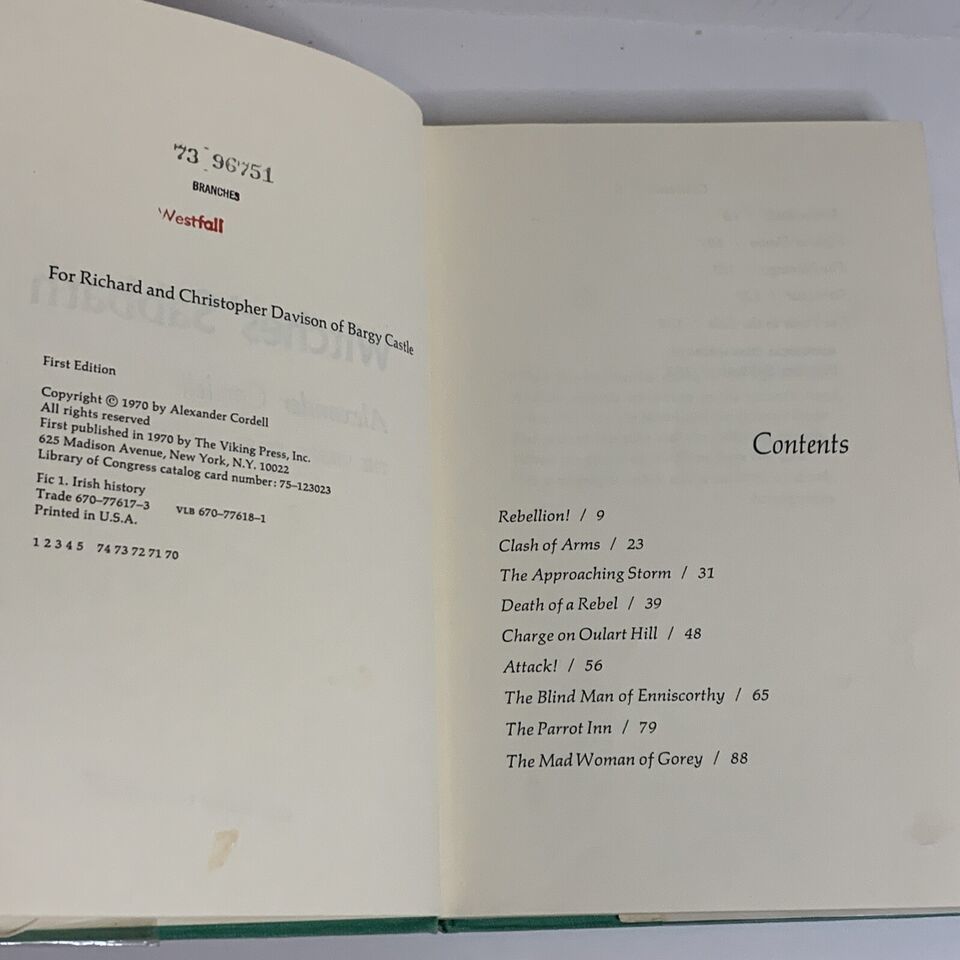 73 96751
BRANCHES
Westfall
For Richard and Christopher Davison of Bargy Castle
First Edition
Copyright © 1970 by Alexander Cordell
All rights reserved
First published in 1970 by The Viking Press, Inc.
625 Madison Avenue, New York, N.Y. 10022
Library of Congress catalog card number: 75-123023
Fic 1. Irish history
Trade 670-77617-3 VLB 670-77618-1
Printed in U.S.A.
1 2 3 4 5 74 73 72 71 70
Contents
Rebellion! / 9
Clash of Arms / 23
The Approaching Storm / 31
Death of a Rebel / 39
Charge on Oulart Hill / 48
Attack! / 56
The Blind Man of Enniscorthy / 65
The Parrot Inn / 79
The Mad Woman of Gorey / 88